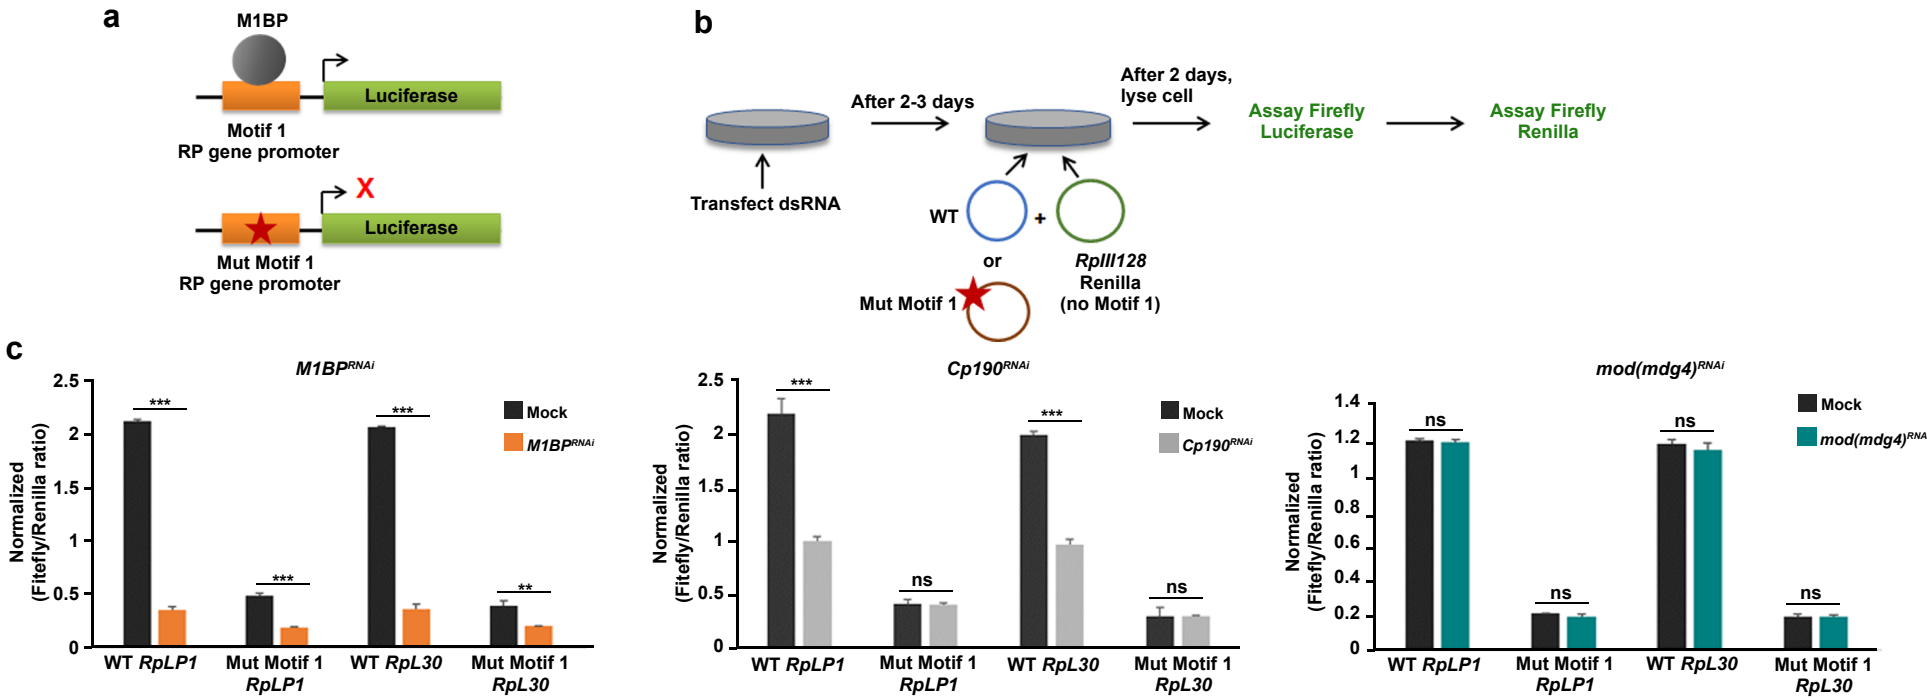 a
M1BP
Luciferase
Motif 1
RP gene promoter
X
Luciferase
Mut Motif 1
RP gene promoter
b
After 2-3 days
After 2 days,
lyse cell
Assay Firefly
Luciferase
Assay Firefly
Renilla
Transfect dsRNA
WT
+
or
RpIII128
Renilla
(no Motif 1)
Mut Motif 1
c
M1BPRNAi
Normalized
(Fitefly/Renilla ratio)
2.5
2
1.5
1
0.5
0
***
***
***
**
Mock
M1BPRNAi
WT RpLP1
Mut Motif 1
RpLP1
WT RpL30
Mut Motif 1
RpL30
Cp190RNAi
Normalized
(Fitefly/Renilla ratio)
2.5
2
1.5
1
0.5
0
***
ns
***
ns
Mock
Cp190RNAi
WT RpLP1
Mut Motif 1
RpLP1
WT RpL30
Mut Motif 1
RpL30
mod(mdg4)RNAi
Normalized
(Fitefly/Renilla ratio)
1.4
1.2
1
0.8
0.6
0.4
0.2
0
ns
ns
ns
ns
Mock
mod(mdg4)RNA
WT RpLP1
Mut Motif 1
RpLP1
WT RpL30
Mut Motif 1
RpL30